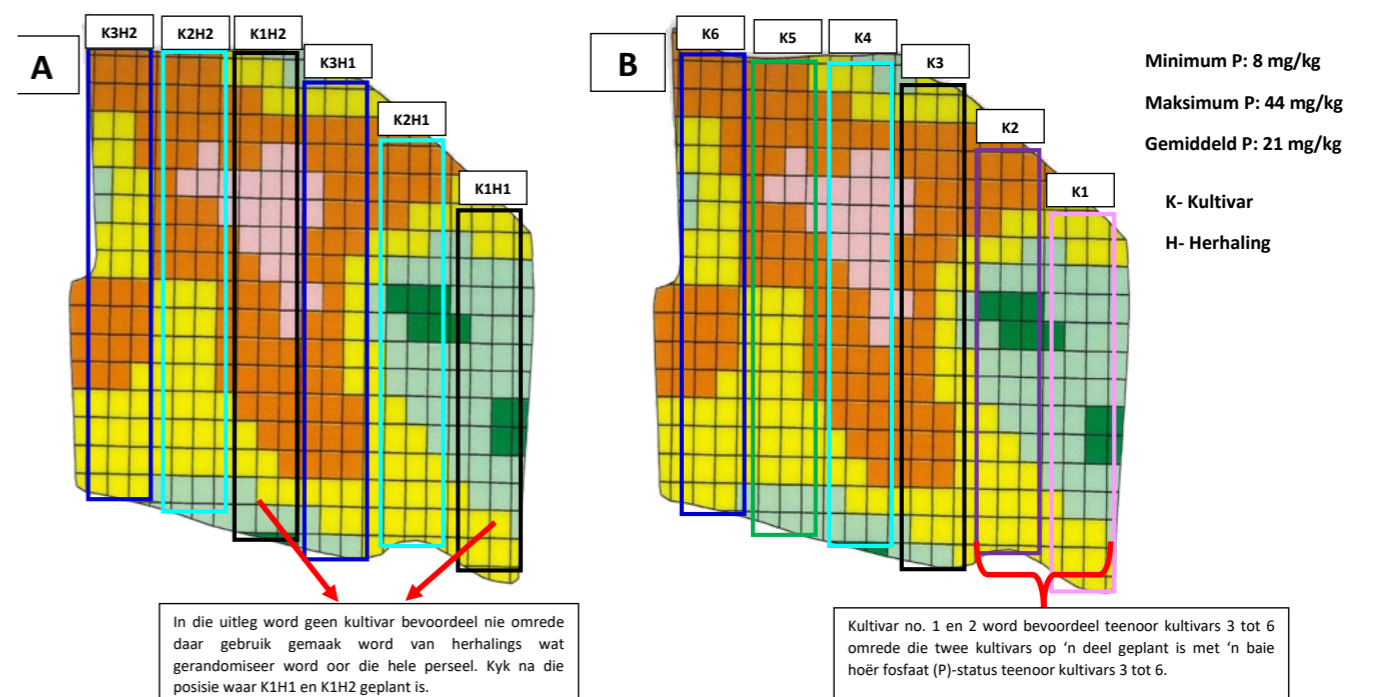 A
K3H2
K2H2
K1H2
K3H1
K2H1
K1H1
In die uitleg word geen kultivar bevoordeel nie omrede
daar gebruik gemaak word van herhalings wat
gerandomiseer word oor die hele perseel. Kyk na die
posisie waar K1H1 en K1H2 geplant is.
B
K6
K5
K4
K3
K2
K1
Kultivar no. 1 en 2 word bevoordeel teenoor kultivars 3 tot 6
omrede die twee kultivars op ‘n deel geplant is met ‘n baie
hoër fosfaat (P)-status teenoor kultivars 3 tot 6.
Minimum P: 8 mg/kg
Maksimum P: 44 mg/kg
Gemiddeld P: 21 mg/kg
K- Kultivar
H- Herhaling